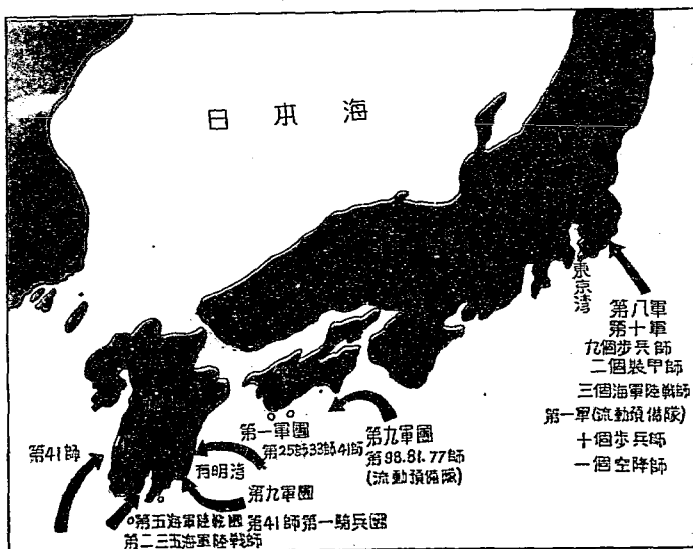 日本海
東京湾
第八軍
第十軍
九個步兵師
二個裝甲師
三個海軍陸戰師
第一軍(流動預備隊)
十個步兵師
一個空降師
第一軍團
第25師33師41師
第九軍團
第98.81.77師
(流動預備隊)
第41師
有明湾
第九軍團
第五海軍陸戰團
第41師第一騎兵團
第二三五海軍陸戰師